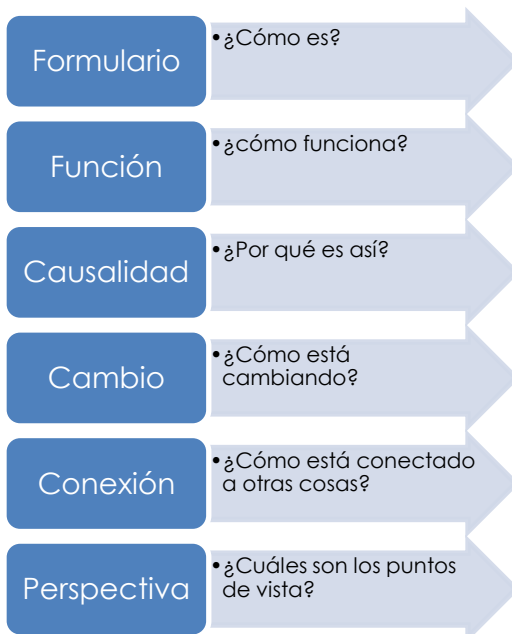 Formulario
•¿Cómo es?
Función
•¿cómo funciona?
Causalidad
•¿Por qué es así?
Cambio
•¿Cómo está
cambiando?
Conexión
•¿Cómo está conectado
a otras cosas?
Perspectiva
•¿Cuáles son los puntos
de vista?